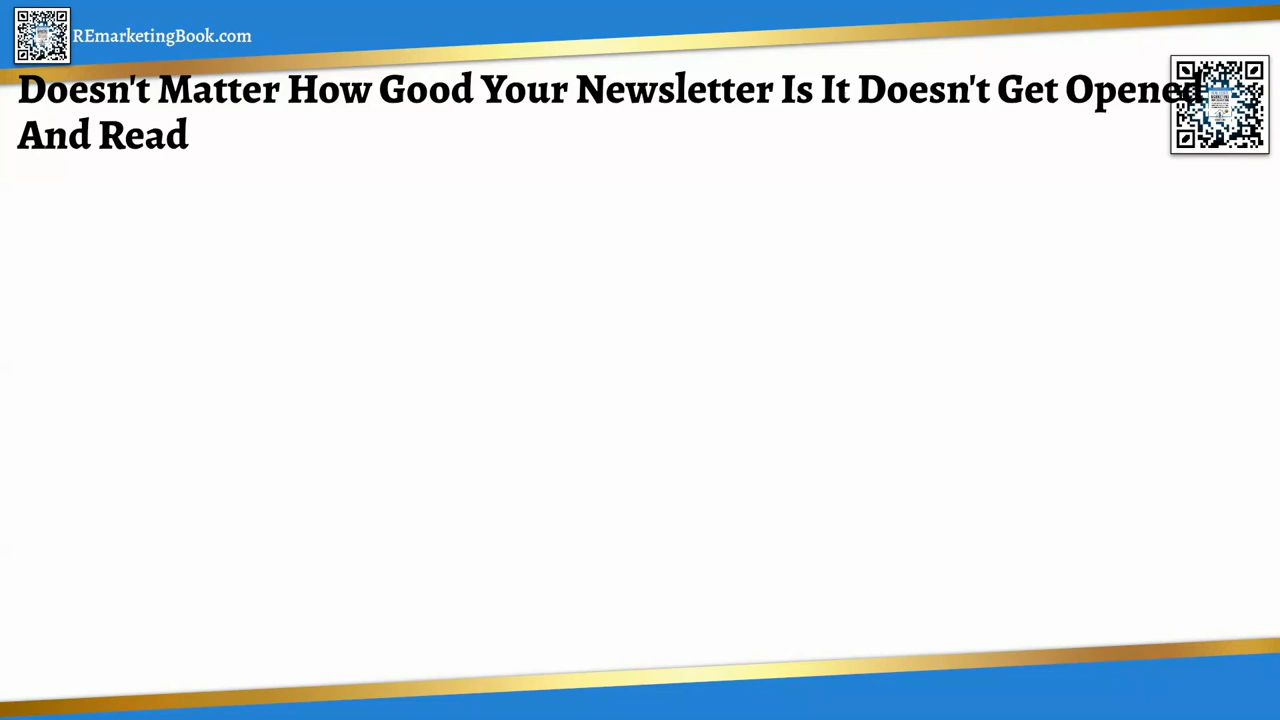 REmarketingBook.com
Doesn't Matter How Good Your Newsletter Is It Doesn't Get Opened
And Read